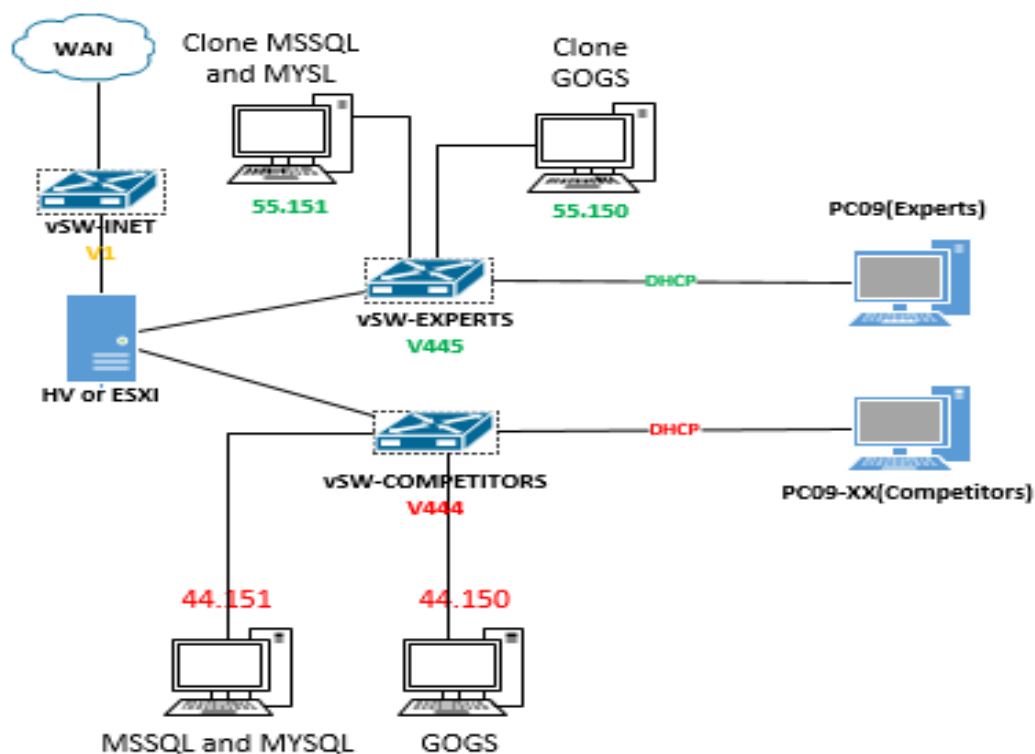 WAN
Clone MSSQL
and MYSL
Clone
GOGS
55.151
55.150
vSW-INET
V1
PC09(Experts)
DHCP
vSW-EXPERTS
V445
HV or ESXI
DHCP
vSW-COMPETITORS
V444
PC09-XX(Competitors)
44.151
44.150
MSSQL and MYSQL
GOGS